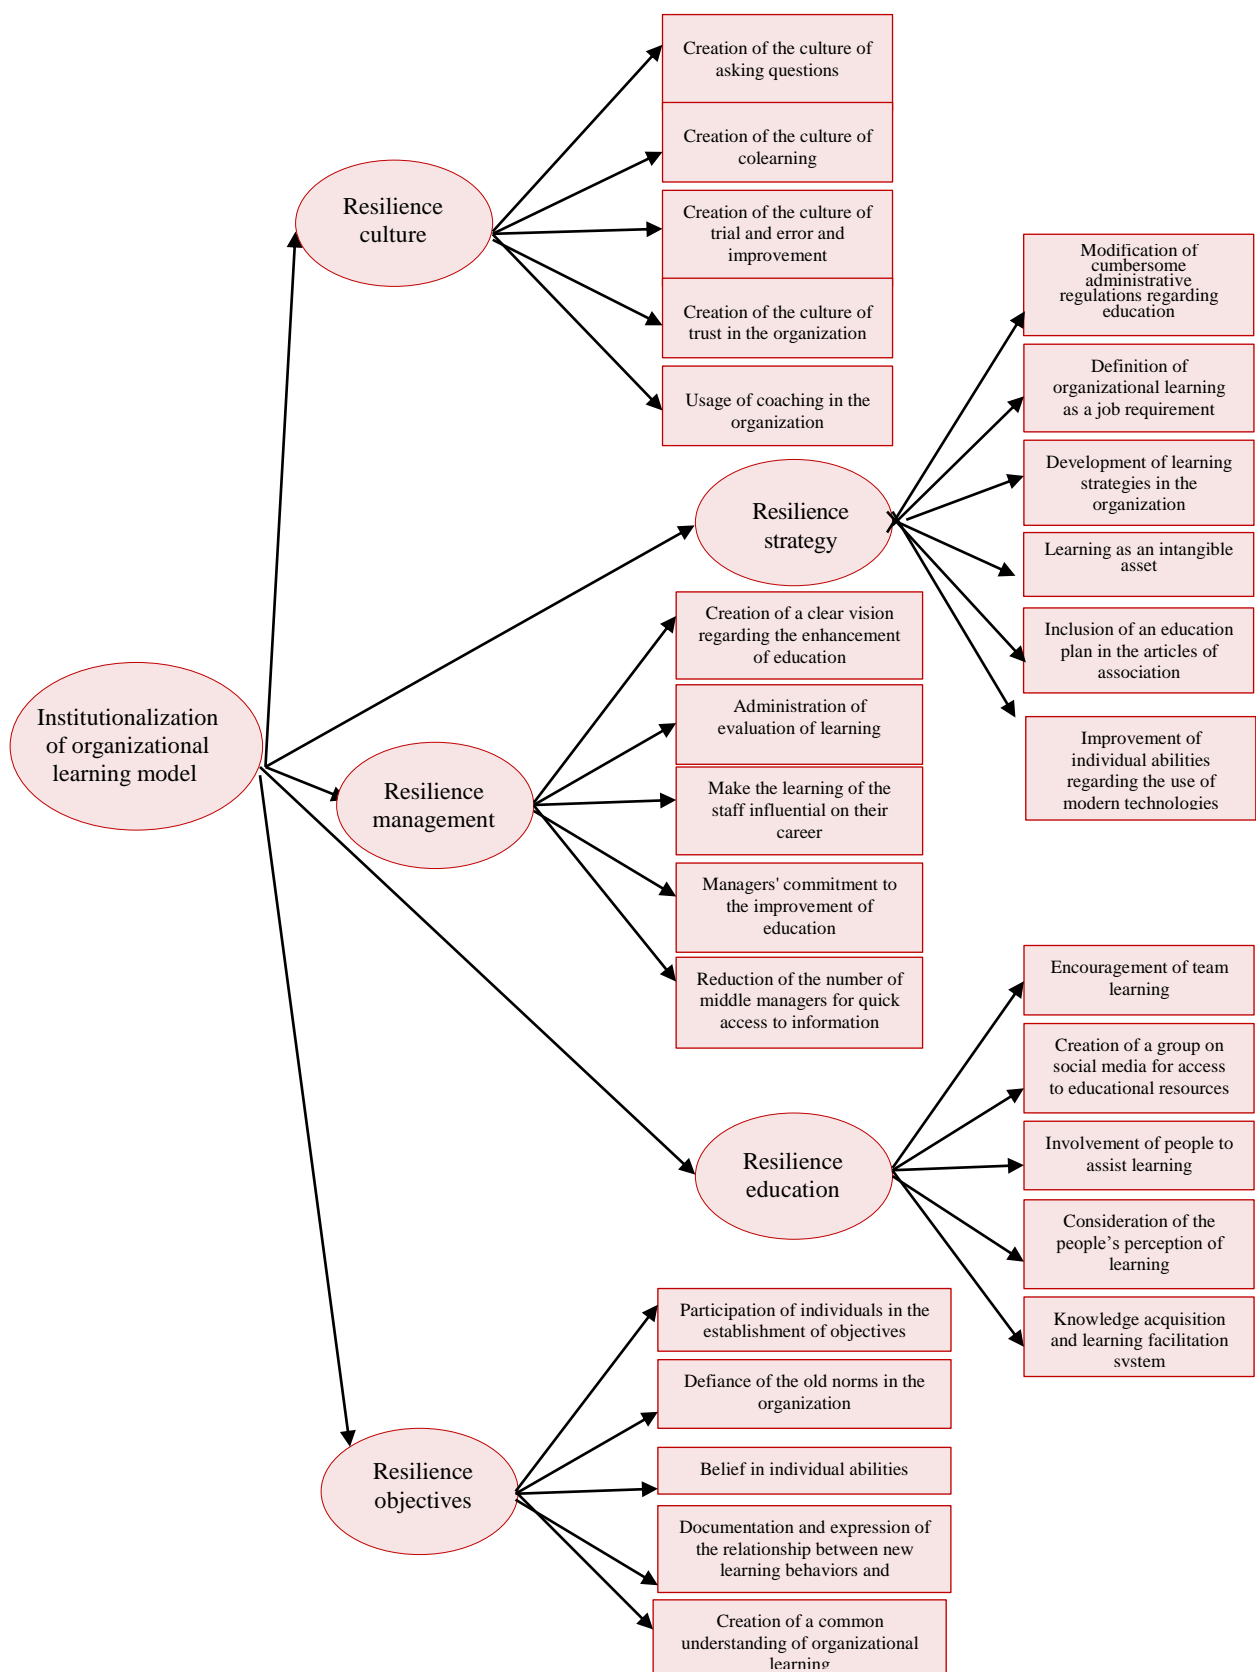 Creation of the culture of
asking questions
Creation of the culture of
colearning
Resilience
culture
Creation of the culture of
trial and error and
improvement
Creation of the culture of
trust in the organization
Usage of coaching in the
organization
Modification of
cumbersome
administrative
regulations regarding
education
Definition of
organizational learning
as a job requirement
Development of learning
strategies in the
organization
Resilience
strategy
Learning as an intangible
asset
Inclusion of an education
plan in the articles of
association
Improvement of
individual abilities
regarding the use of
modern technologies
Institutionalization
of organizational
learning model
Creation of a clear vision
regarding the enhancement
of education
Administration of
evaluation of learning
Resilience
management
Make the learning of the
staff influential on their
career
Managers' commitment to
the improvement of
education
Reduction of the number of
middle managers for quick
access to information
Encouragement of team
learning
Creation of a group on
social media for access
to educational resources
Resilience
education
Involvement of people to
assist learning
Consideration of the
people’s perception of
learning
Knowledge acquisition
and learning facilitation
system
Participation of individuals in the
establishment of objectives
Defiance of the old norms in the
organization
Resilience
objectives
Belief in individual abilities
Documentation and expression of
the relationship between new
learning behaviors and
Creation of a common
understanding of organizational
learning